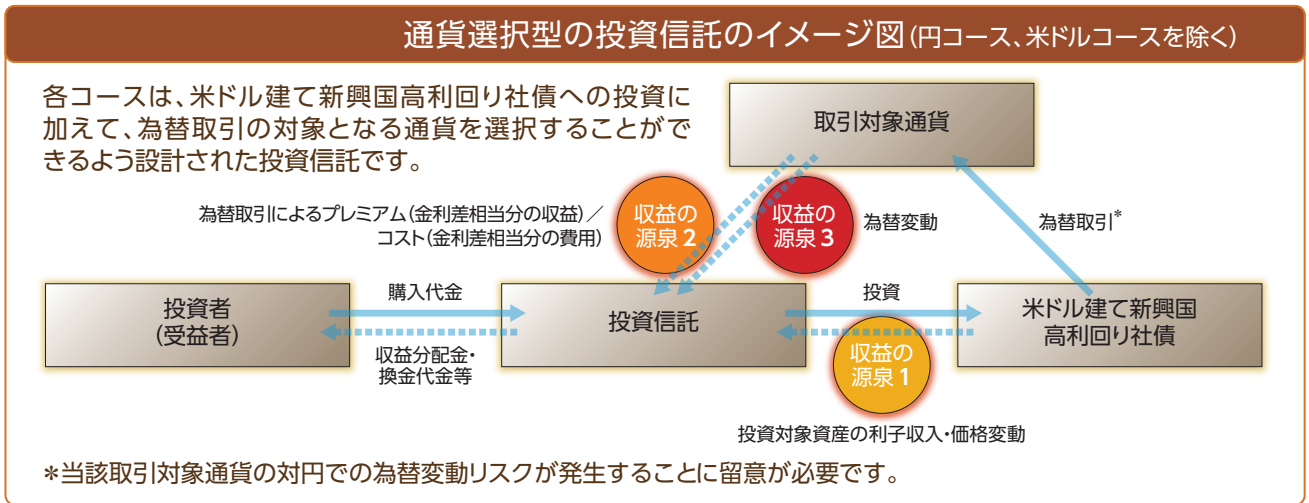 通貨選択型の投資信託のイメージ図(円コース、米ドルコースを除く)
各コースは、米ドル建て新興国高利回り社債への投資に
加えて、為替取引の対象となる通貨を選択することがで
きるよう設計された投資信託です。
取引対象通貨
為替取引によるプレミアム(金利差相当分の収益)／
コスト(金利差相当分の費用)
収益の
源泉2
収益の
源泉3
為替変動
為替取引*
投資者
(受益者)
購入代金
収益分配金・
換金代金等
投資信託
投資
収益の
源泉1
米ドル建て新興国
高利回り社債
投資対象資産の利子収入・価格変動
*当該取引対象通貨の対円での為替変動リスクが発生することに留意が必要です。